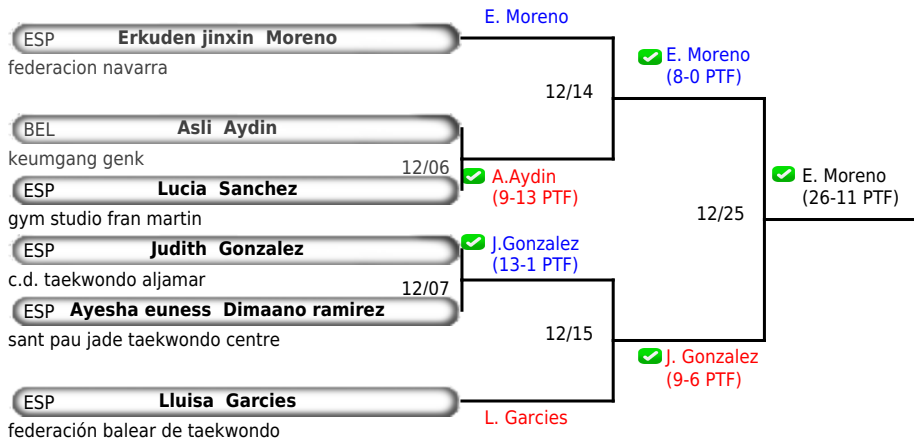 E. Moreno
ESP Erkuden jinxin Moreno
federacion navarra
E. Moreno
(8-0 PTF)
12/14
BEL Asli Aydin
keumgang genk
12/06
A.Aydin
(9-13 PTF)
ESP Lucia Sanchez
gym studio fran martin
E. Moreno
(26-11 PTF)
12/25
ESP Judith Gonzalez
c.d. taekwondo aljamar
J.Gonzalez
(13-1 PTF)
12/07
ESP Ayesha euness Dimaano ramirez
sant pau jade taekwondo centre
12/15
J. Gonzalez
(9-6 PTF)
ESP Lluisa Garcies
federación balear de taekwondo
L. Garcies